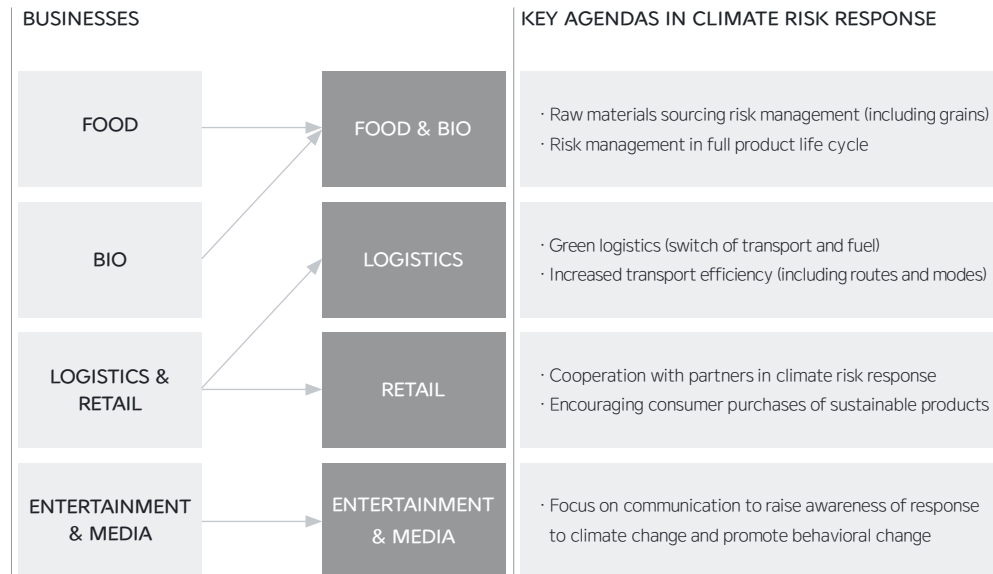 BUSINESSES
KEY AGENDAS IN CLIMATE RISK RESPONSE
FOOD
FOOD & BIO
· Raw materials sourcing risk management (including grains)
· Risk management in full product life cycle
BIO
LOGISTICS
· Green logistics (switch of transport and fuel)
· Increased transport efficiency (including routes and modes)
LOGISTICS &
RETAIL
RETAIL
· Cooperation with partners in climate risk response
· Encouraging consumer purchases of sustainable products
ENTERTAINMENT
& MEDIA
ENTERTAINMENT
& MEDIA
· Focus on communication to raise awareness of response
to climate change and promote behavioral change